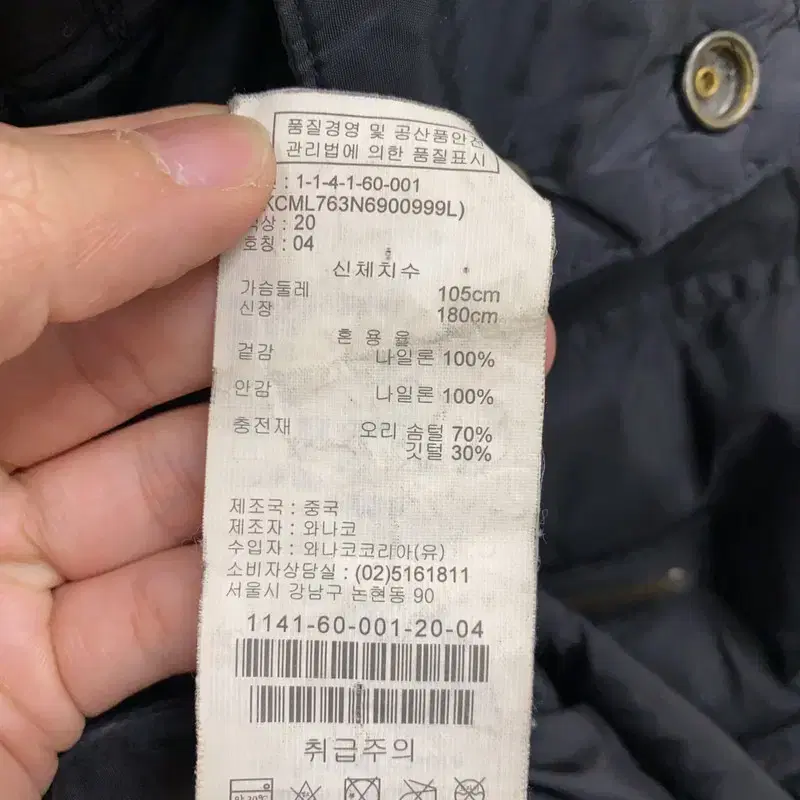 품질경영 및 공산품안전
관리법에 의한 품질표시
: 1-1-4-1-60-001
KCML763N6900999L)
색상 : 20
호칭 : 04
신체치수
가슴둘레 105cm
신장 180cm
혼 용 율
겉감 나일론 100%
안감 나일론 100%
충전재 오리 솜털 70%
깃털 30%
제조국 : 중국
제조자 : 와나코
수입자 : 와나코코리아(유)
소비자상담실 : (02)5161811
서울시 강남구 논현동 90
1141-60-001-20-04
취급주의